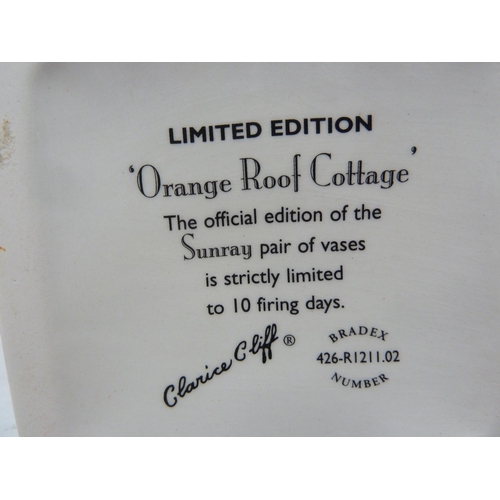 LIMITED EDITION
'Orange Roof Cottage'
The official edition of the
Sunray pair of vases
is strictly limited
to 10 firing days.
Clarice Cliff ®
BRADEX
426-R1211.02
NUMBER